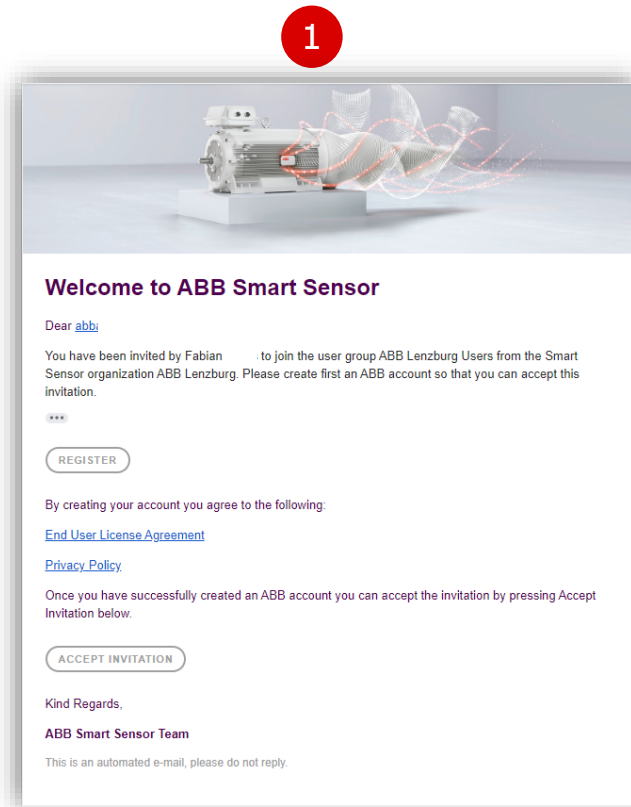 1
Welcome to ABB Smart Sensor
Dear abba
You have been invited by Fabian to join the user group ABB Lenzburg Users from the Smart
Sensor organization ABB Lenzburg. Please create first an ABB account so that you can accept this
invitation.
•••
REGISTER
By creating your account you agree to the following:
End User License Agreement
Privacy Policy
Once you have successfully created an ABB account you can accept the invitation by pressing Accept
Invitation below.
ACCEPT INVITATION
Kind Regards,
ABB Smart Sensor Team
This is an automated e-mail, please do not reply.